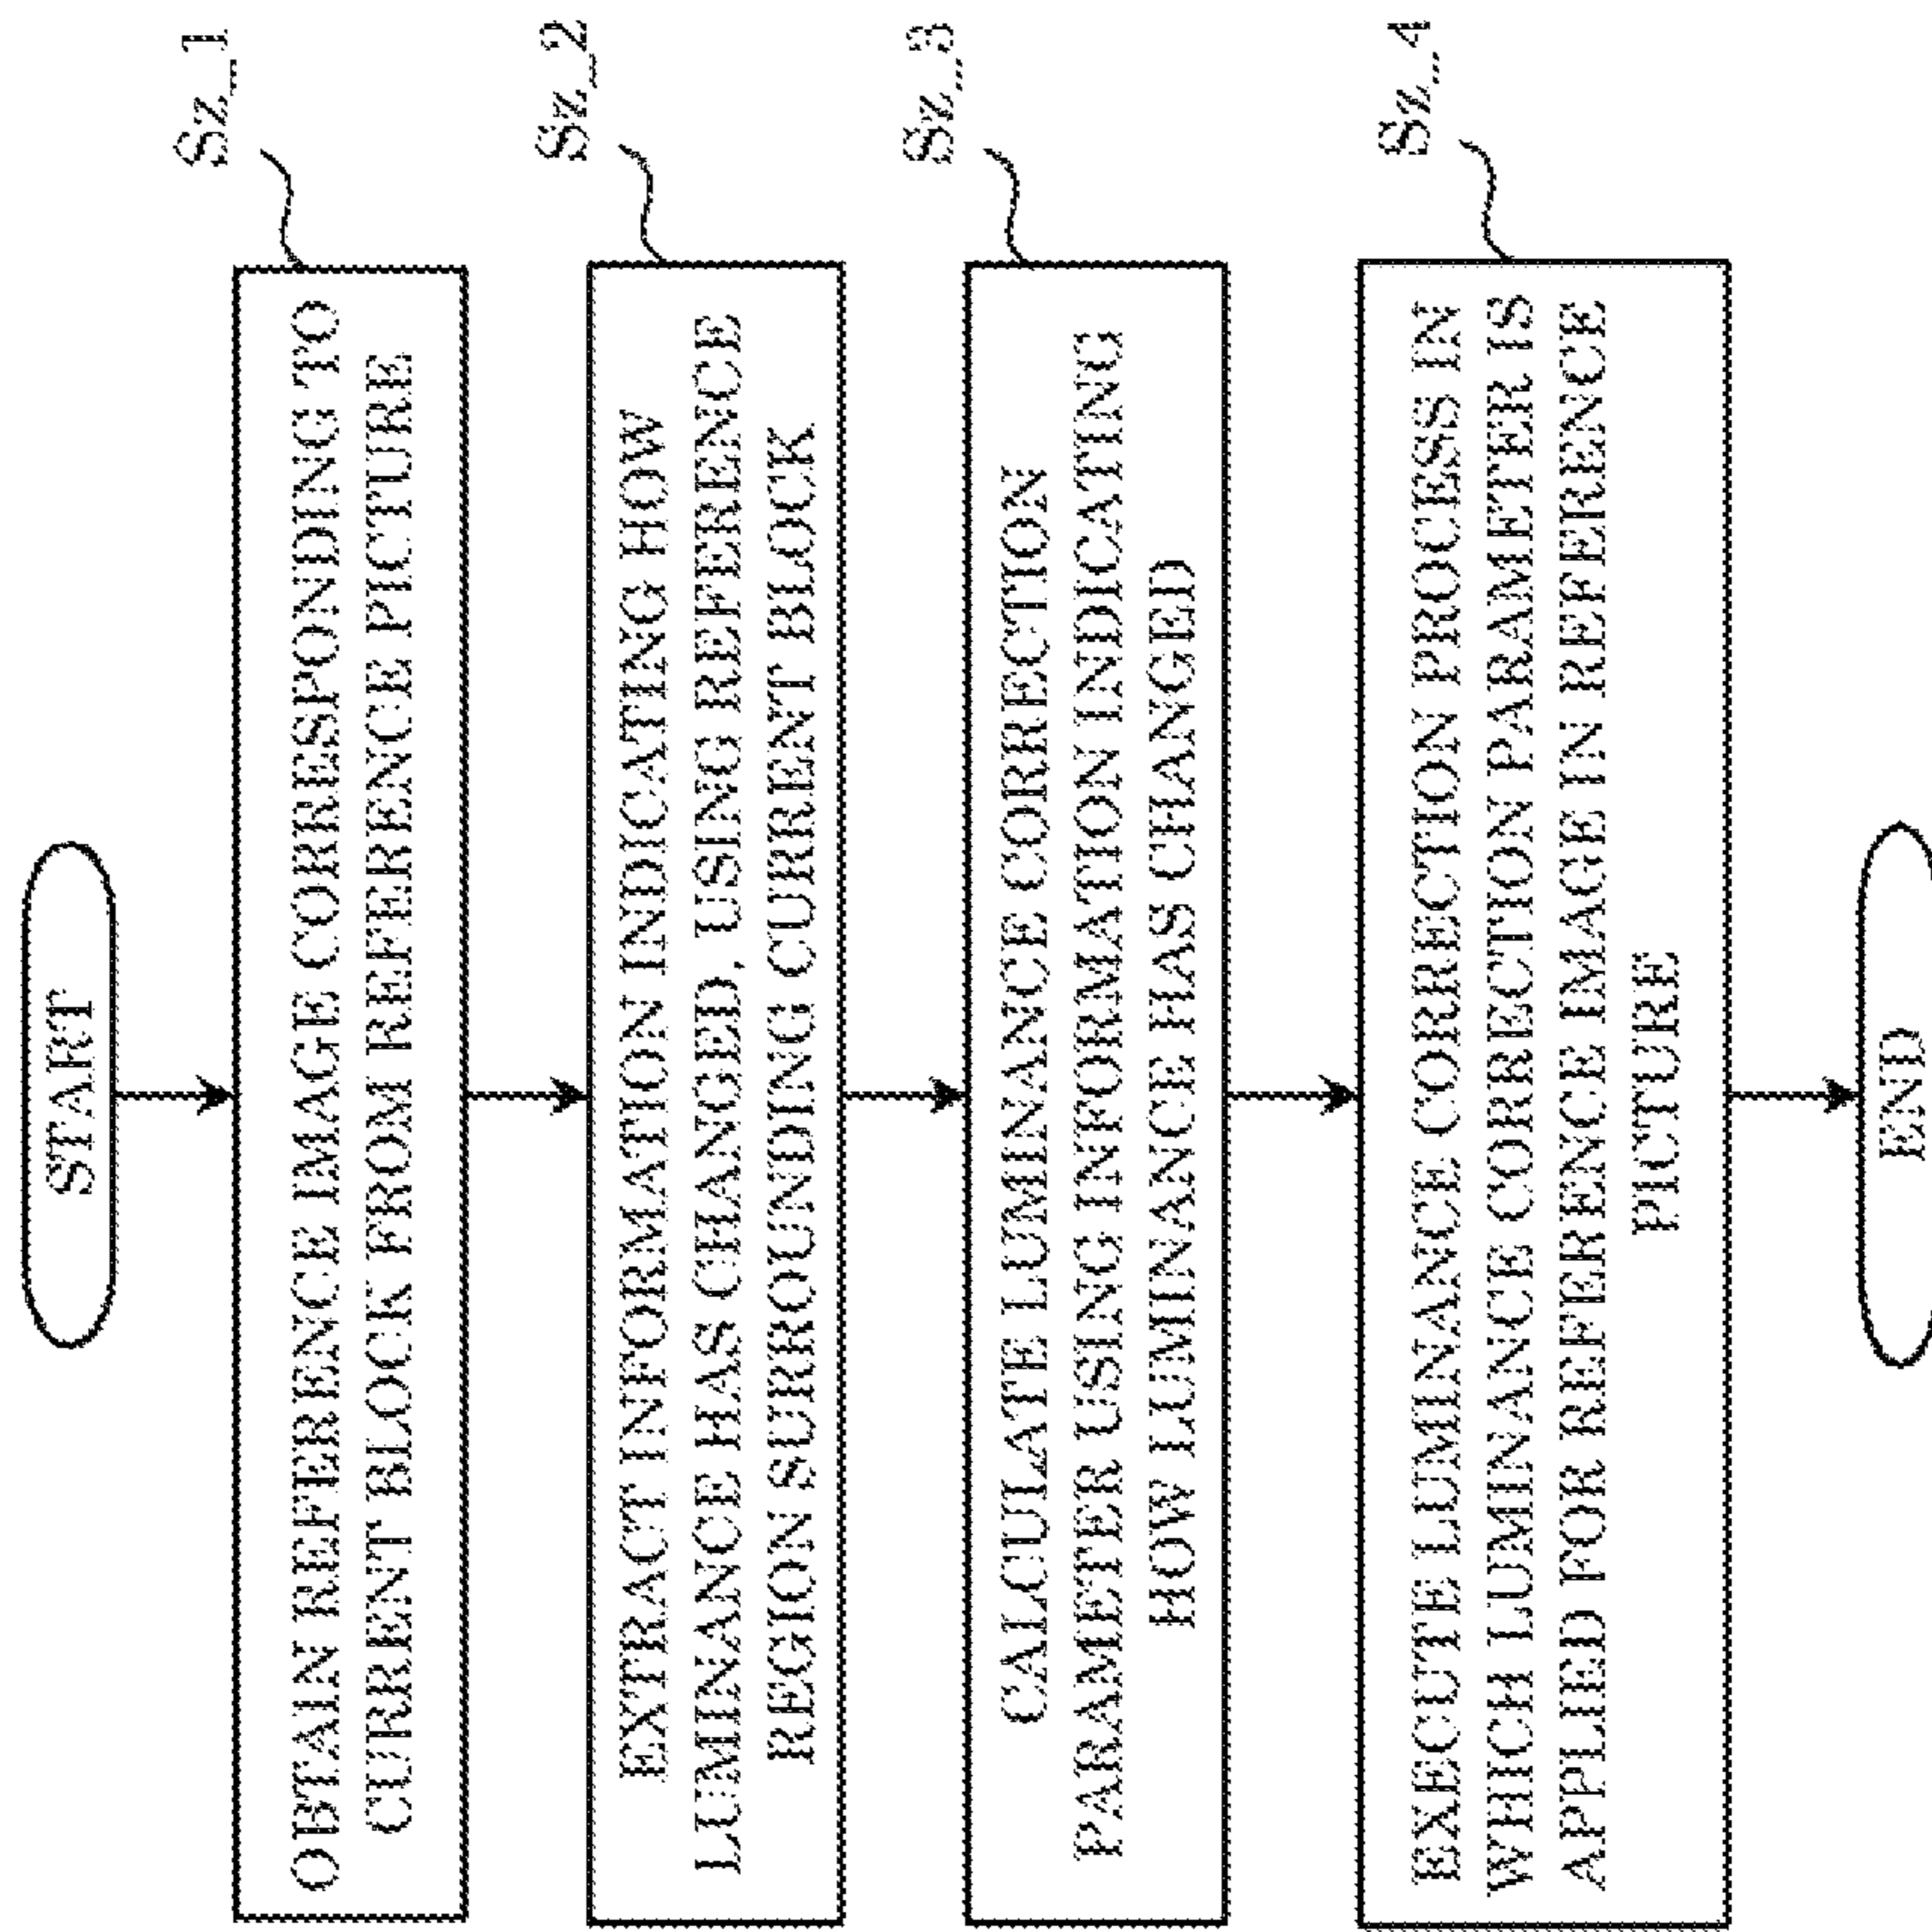 START
Sz_1
OBTAIN REFERENCE IMAGE CORRESPONDING TO
CURRENT BLOCK FROM REFERENCE PICTURE
Sz_2
EXTRACT INFORMATION INDICATING HOW
LUMINANCE HAS CHANGED, USING REFERENCE
REGION SURROUNDING CURRENT BLOCK
Sz_3
CALCULATE LUMINANCE CORRECTION
PARAMETER USING INFORMATION INDICATING
HOW LUMINANCE HAS CHANGED
Sz_4
EXECUTE LUMINANCE CORRECTION PROCESS IN
WHICH LUMINANCE CORRECTION PARAMETER IS
APPLIED FOR REFERENCE IMAGE IN REFERENCE
PICTURE
END